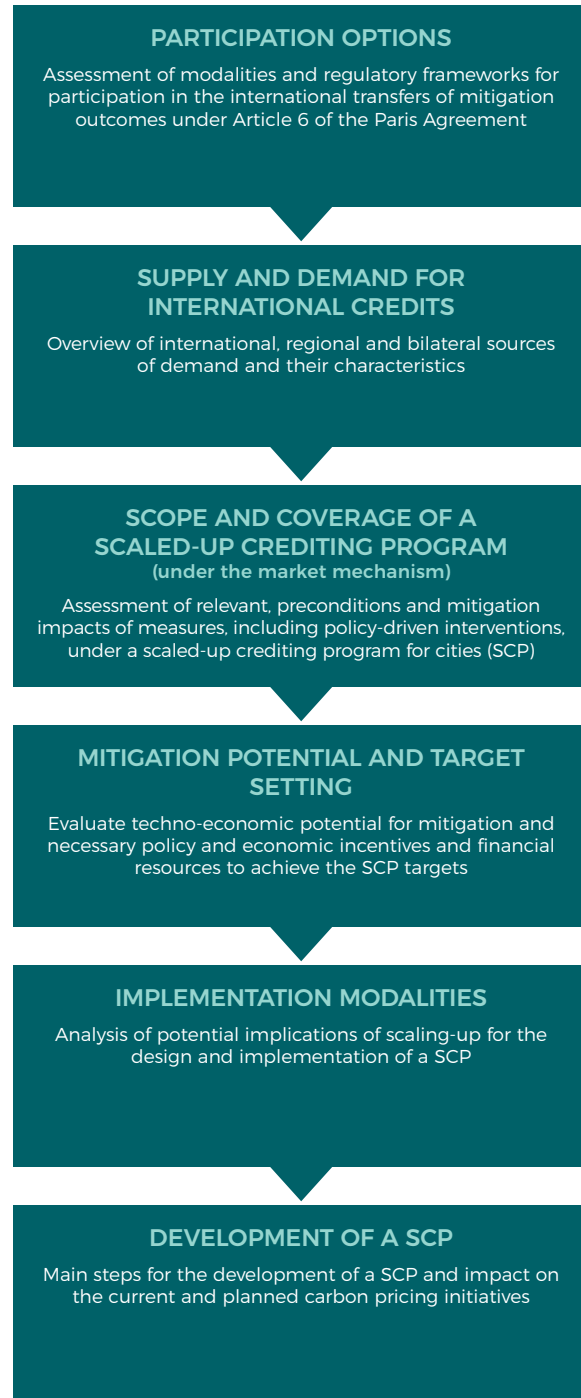 PARTICIPATION OPTIONS
Assessment of modalities and regulatory frameworks for
participation in the international transfers of mitigation
outcomes under Article 6 of the Paris Agreement
SUPPLY AND DEMAND FOR
INTERNATIONAL CREDITS
Overview of international, regional and bilateral sources
of demand and their characteristics
SCOPE AND COVERAGE OF A
SCALED-UP CREDITING PROGRAM
(under the market mechanism)
Assessment of relevant, preconditions and mitigation
impacts of measures, including policy-driven interventions,
under a scaled-up crediting program for cities (SCP)
MITIGATION POTENTIAL AND TARGET
SETTING
Evaluate techno-economic potential for mitigation and
necessary policy and economic incentives and financial
resources to achieve the SCP targets
IMPLEMENTATION MODALITIES
Analysis of potential implications of scaling-up for the
design and implementation of a SCP
DEVELOPMENT OF A SCP
Main steps for the development of a SCP and impact on
the current and planned carbon pricing initiatives